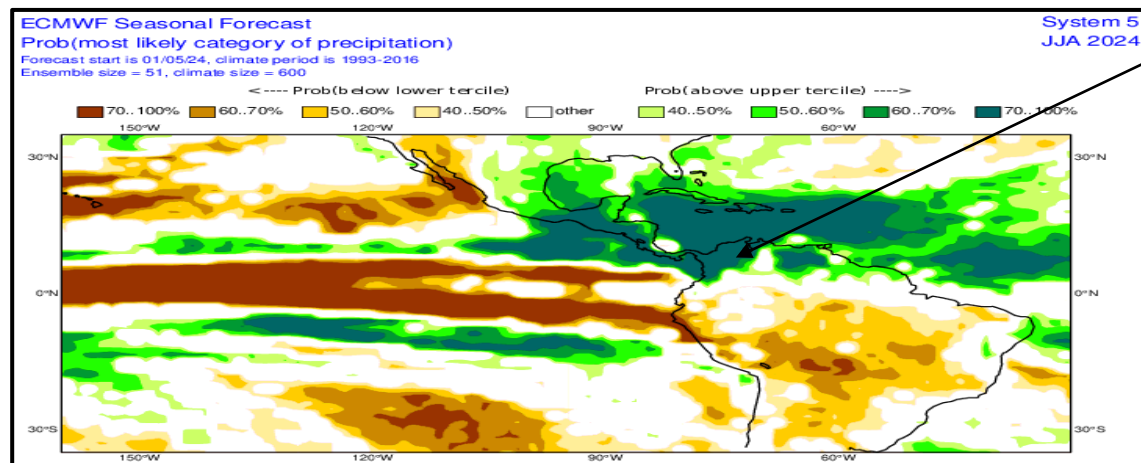 ECMWF Seasonal Forecast System 5
Prob(most likely category of precipitation) JJA 2024
Forecast start is 01/05/24, climate period is 1993-2016
Ensemble size = 51, climate size = 600
<---- Prob(below lower tercile) Prob(above upper tercile) ---->
70..100% 60..70% 50..60% 40..50% other 40..50% 50..60% 60..70% 70..100%
150°W 120°W 90°W 60°W
30°N 30°N
0°N 0°N
30°S 30°S
150°W 120°W 90°W 60°W